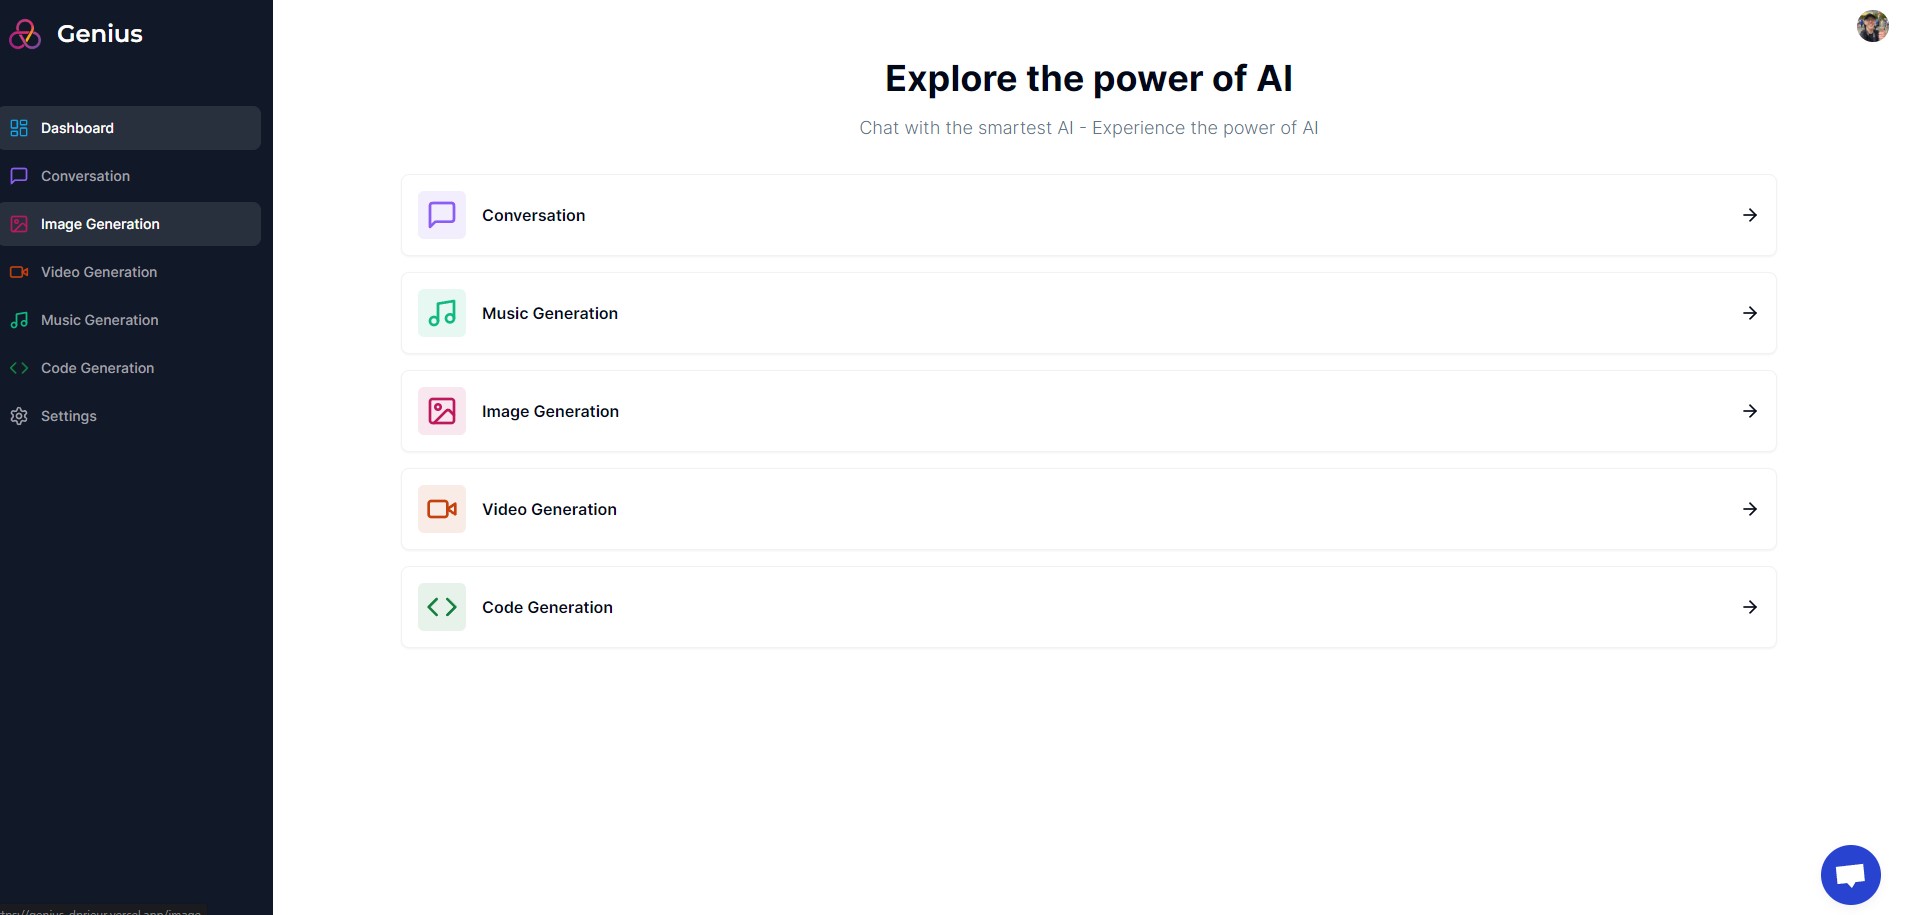 Genius
Dashboard
Conversation
Image Generation
Video Generation
Music Generation
Code Generation
Settings
Explore the power of AI
Chat with the smartest AI - Experience the power of AI
Conversation
Music Generation
Image Generation
Video Generation
Code Generation